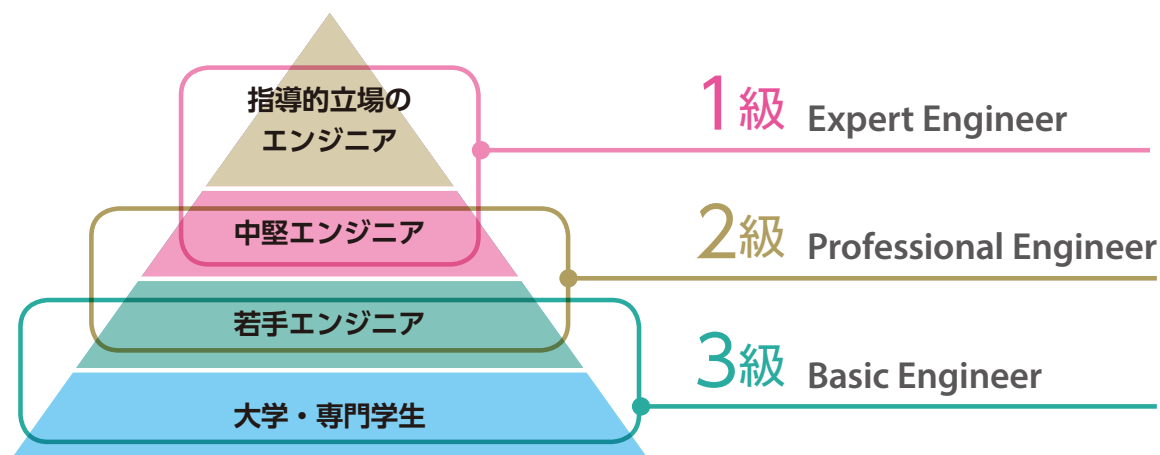 指導的立場の
エンジニア
1級 Expert Engineer
中堅エンジニア
2級 Professional Engineer
若手エンジニア
3級 Basic Engineer
大学・専門学生